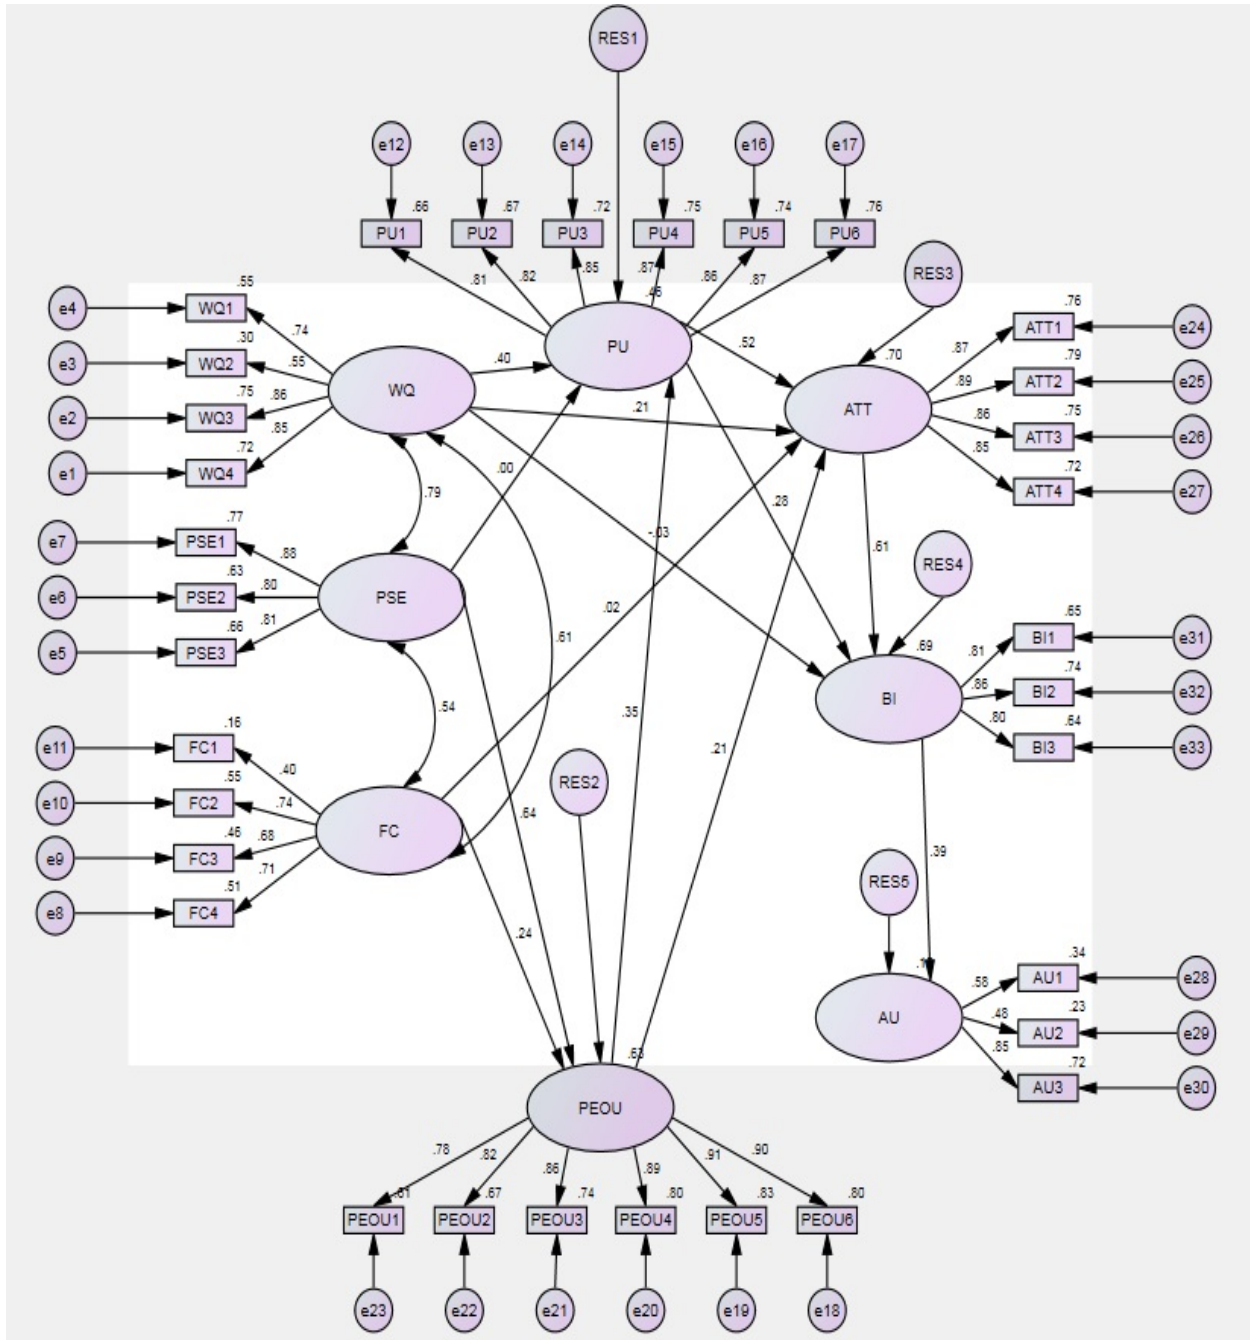 RES1
e12 e13 e14 e15 e16 e17
.66 .67 .72 .75 .74 .76
PU1 PU2 PU3 PU4 PU5 PU6
RES3
.81 .82 .85 .87 .86 .87
.46
.55 .76
e4 WQ1 ATT1 e24
.74 PU .52 .70 .87
.30 .79
e3 WQ2 .55 .40 .89 ATT2 e25
.75 .75
e2 WQ3 .86 WQ .21 ATT .86 ATT3 e26
.72 .85 .85 .72
e1 WQ4 ATT4 e27
.00 .79 .28
.77
e7 PSE1 .88 -.03 .61 RES4
.63
e6 PSE2 .80 PSE .02
.66 .81 .61 .69 .65
e5 PSE3 .81 BI1 e31
.74
.54 .35 BI .86 BI2 e32
.16 .80 .64
e11 FC1 .40 .21 BI3 e33
.55 RES2
e10 FC2 .74 .64
.46 .68 FC .39
e9 FC3
.51 .71 RES5
e8 FC4 .24
.34
.58 AU1 e28
.23
AU .48 AU2 e29
.63 .85 .72
AU3 e30
PEOU
.78 .82 .86 .89 .91 .90
.67 .74 .80 .83 .80
PEOU1 PEOU2 PEOU3 PEOU4 PEOU5 PEOU6
e23 e22 e21 e20 e19 e18